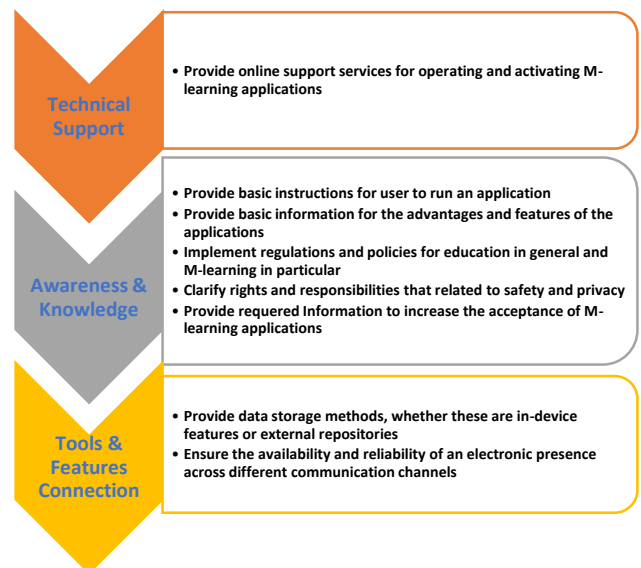 Technical
Support
• Provide online support services for operating and activating M-
learning applications
Awareness &
Knowledge
• Provide basic instructions for user to run an application
• Provide basic information for the advantages and features of the
applications
• Implement regulations and policies for education in general and
M-learning in particular
• Clarify rights and responsibilities that related to safety and privacy
• Provide requered Information to increase the acceptance of M-
learning applications
Tools &
Features
Connection
• Provide data storage methods, whether these are in-device
features or external repositories
• Ensure the availability and reliability of an electronic presence
across different communication channels